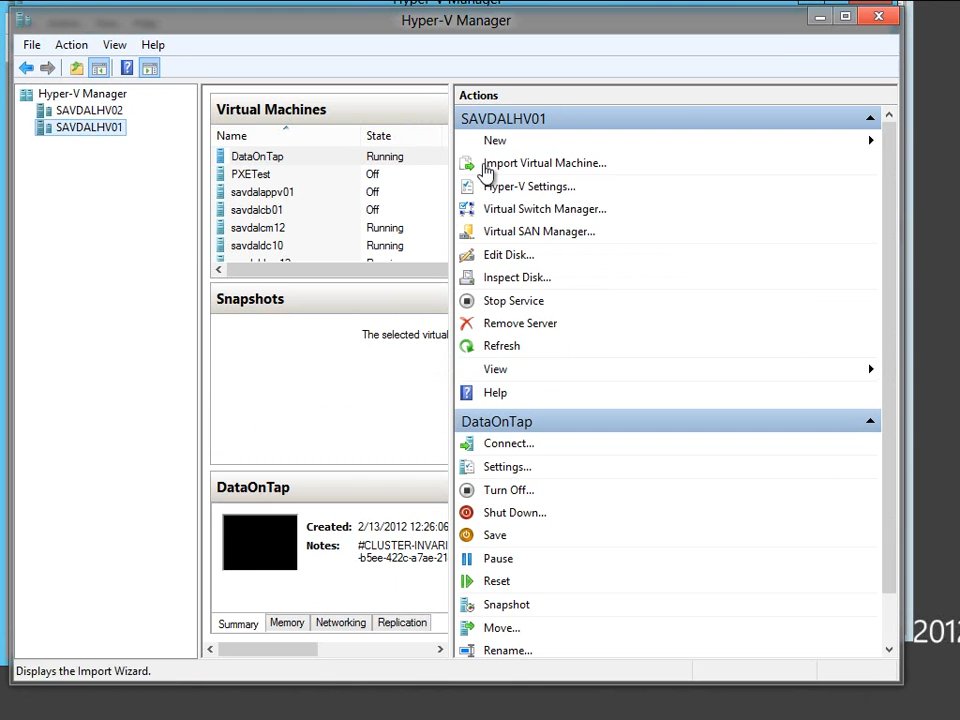 Hyper-V Manager
File Action View Help
Hyper-V Manager
SAVDALHV02
SAVDALHV01
Virtual Machines
Name State
DataOnTap Running
PXETest Off
savdalappv01 Off
savdalcb01 Off
savdalcm12 Running
savdaldc10 Running
Snapshots
The selected virtual
DataOnTap
Created: 2/13/2012 12:26:06
Notes: #CLUSTER-INVARI
-b5ee-422c-a7ae-21
Summary Memory Networking Replication
Actions
SAVDALHV01
New
Import Virtual Machine...
Hyper-V Settings...
Virtual Switch Manager...
Virtual SAN Manager...
Edit Disk...
Inspect Disk...
Stop Service
Remove Server
Refresh
View
Help
DataOnTap
Connect...
Settings...
Turn Off...
Shut Down...
Save
Pause
Reset
Snapshot
Move...
Rename...
Displays the Import Wizard.
2012